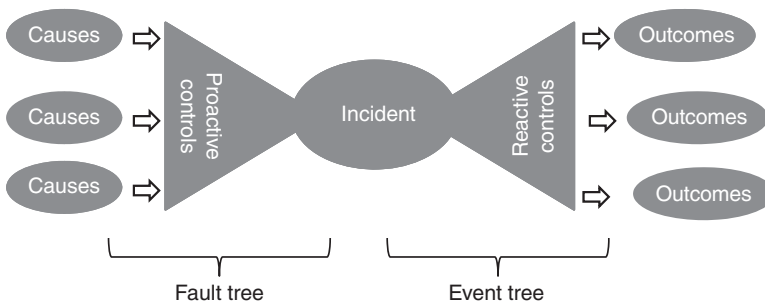 Causes
Causes
Causes
Proactive
controls
Incident
Reactive
controls
Outcomes
Outcomes
Outcomes
Fault tree
Event tree